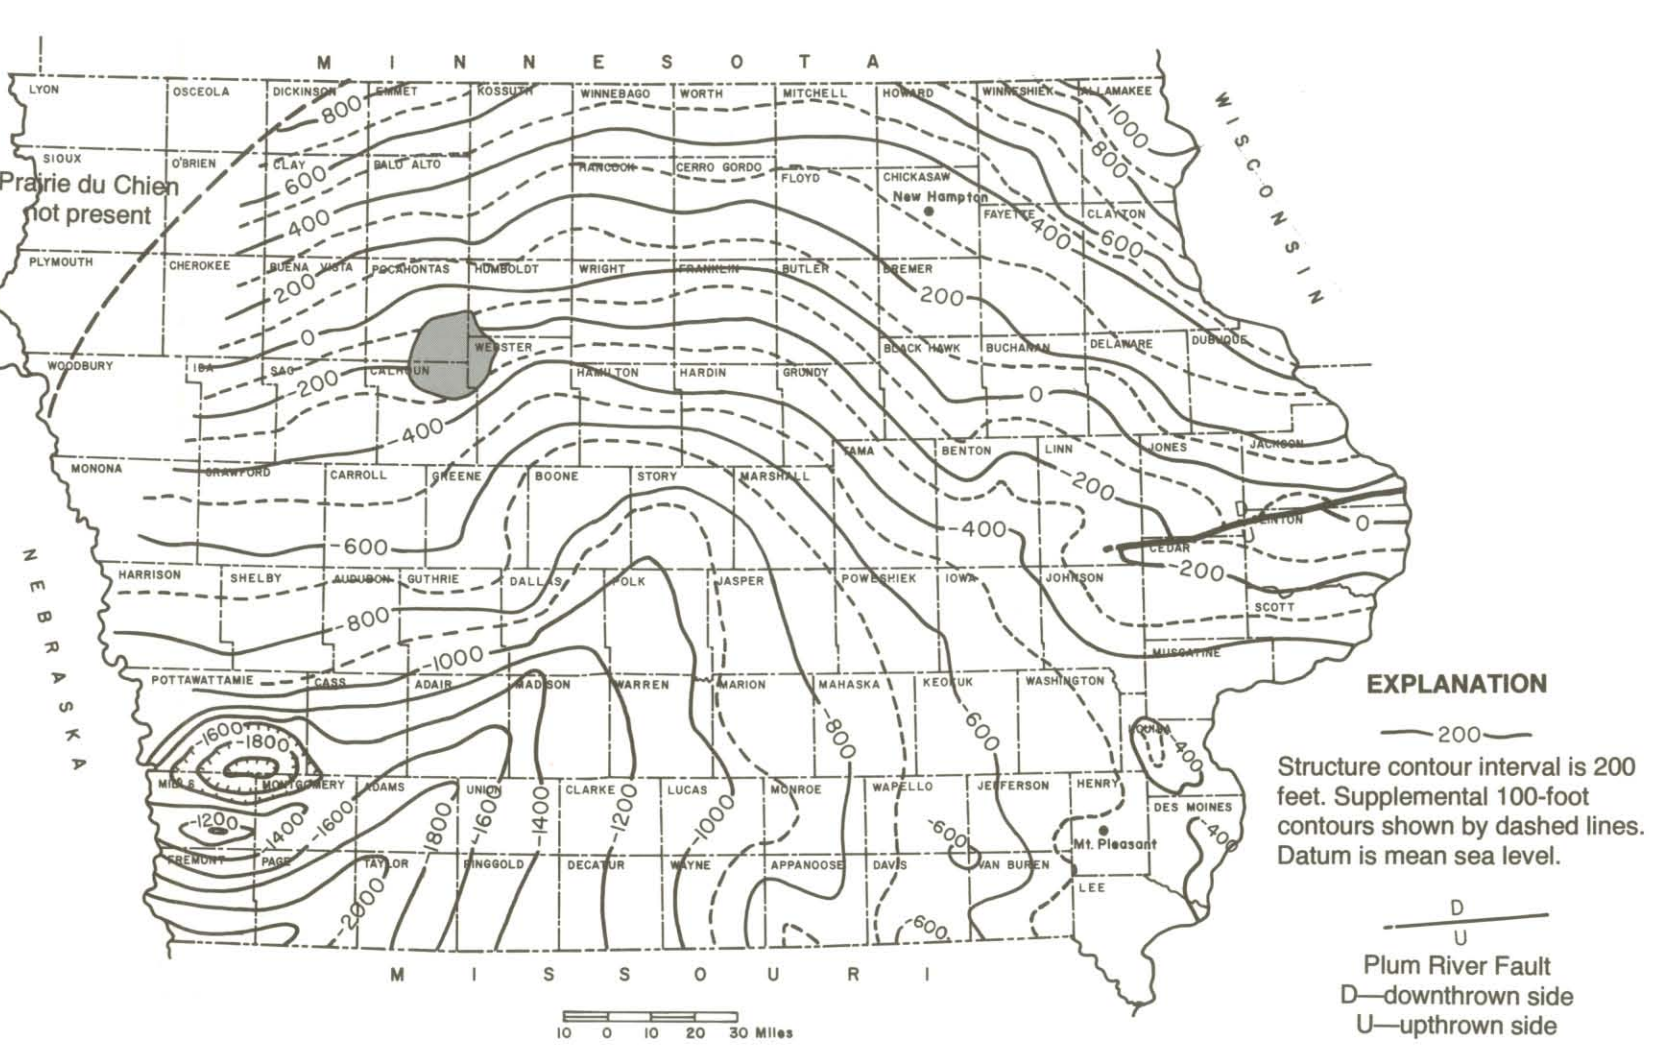 M I N N E S O T A
LYON
OSCEOLA
DICKINSON
EMMET
KOSSUTH
WINNEBAGO
WORTH
MITCHELL
HOWARD
WINNESHIEK
ALLAMAKEE
800
1000
W I S C O N S I N
SIOUX
O'BRIEN
CLAY
PALO ALTO
HANCOCK
CERRO GORDO
FLOYD
CHICKASAW
800
Prairie du Chien
not present
600
New Hampton
FAYETTE
CLAYTON
400
400
600
PLYMOUTH
CHEROKEE
BUENA VISTA
POCAHONTAS
HUMBOLDT
WRIGHT
FRANKLIN
BUTLER
BREMER
200
200
0
WEBSTER
BLACK HAWK
BUCHANAN
DELAWARE
DUBUQUE
WOODBURY
IDA
SAC
CALHOUN
HAMILTON
HARDIN
GRUNDY
-200
0
-400
TAMA
BENTON
LINN
JONES
JACKSON
MONONA
CRAWFORD
CARROLL
GREENE
BOONE
STORY
MARSHALL
-200
D
CLINTON
0
U
-400
-600
CEDAR
-200
HARRISON
SHELBY
AUDUBON
GUTHRIE
DALLAS
POLK
JASPER
POWESHIEK
IOWA
JOHNSON
SCOTT
N E B R A S K A
-800
-1000
MUSCATINE
POTTAWATTAMIE
CASS
ADAIR
MADISON
WARREN
MARION
MAHASKA
KEOKUK
WASHINGTON
-1600
-1800
-800
-600
LOUISA
-400
MILLS
MONTGOMERY
ADAMS
UNION
CLARKE
LUCAS
MONROE
WAPELLO
JEFFERSON
HENRY
DES MOINES
-1200
-1400
-1600
-1800
-1600
-1400
-1200
-1000
-600
-400
Mt. Pleasant
FREMONT
PAGE
TAYLOR
RINGGOLD
DECATUR
WAYNE
APPANOOSE
DAVIS
VAN BUREN
LEE
-2000
-600
M I S S O U R I
10 0 10 20 30 Miles
EXPLANATION
200
Structure contour interval is 200
feet. Supplemental 100-foot
contours shown by dashed lines.
Datum is mean sea level.
D
U
Plum River Fault
D—downthrown side
U—upthrown side